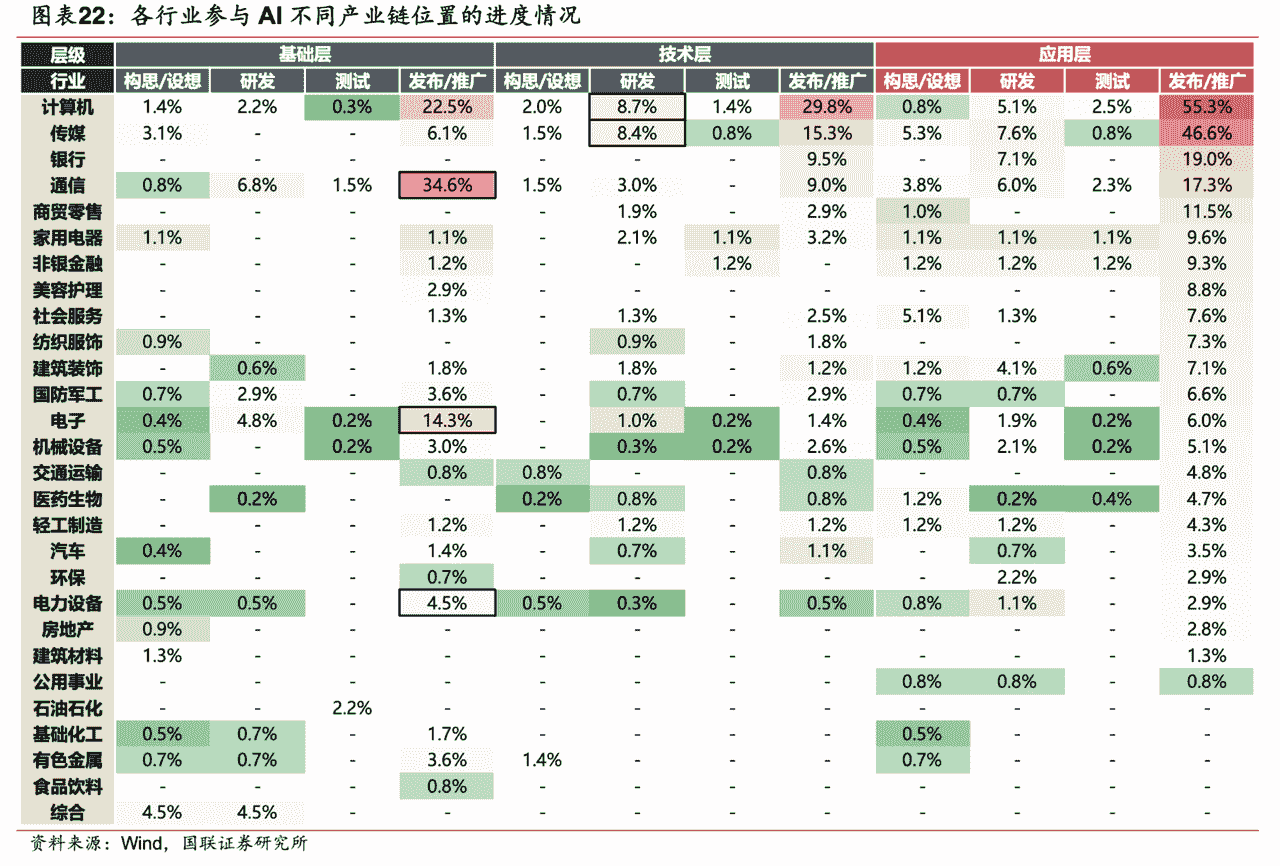 图表22：各行业参与 AI 不同产业链位置的进度情况
层级 基础层 技术层 应用层
行业 构思/设想 研发 测试 发布/推广 构思/设想 研发 测试 发布/推广 构思/设想 研发 测试 发布/推广
计算机 1.4% 2.2% 0.3% 22.5% 2.0% 8.7% 1.4% 29.8% 0.8% 5.1% 2.5% 55.3%
传媒 3.1% - - 6.1% 1.5% 8.4% 0.8% 15.3% 5.3% 7.6% 0.8% 46.6%
银行 - - - - - - - 9.5% - 7.1% - 19.0%
通信 0.8% 6.8% 1.5% 34.6% 1.5% 3.0% - 9.0% 3.8% 6.0% 2.3% 17.3%
商贸零售 - - - - - 1.9% - 2.9% 1.0% - - 11.5%
家用电器 1.1% - - 1.1% - 2.1% 1.1% 3.2% 1.1% 1.1% 1.1% 9.6%
非银金融 - - - 1.2% - - 1.2% - 1.2% 1.2% 1.2% 9.3%
美容护理 - - - 2.9% - - - - - - - 8.8%
社会服务 - - - 1.3% - 1.3% - 2.5% 5.1% 1.3% - 7.6%
纺织服饰 0.9% - - - - 0.9% - 1.8% - - - 7.3%
建筑装饰 - 0.6% - 1.8% - 1.8% - 1.2% 1.2% 4.1% 0.6% 7.1%
国防军工 0.7% 2.9% - 3.6% - 0.7% - 2.9% 0.7% 0.7% - 6.6%
电子 0.4% 4.8% 0.2% 14.3% - 1.0% 0.2% 1.4% 0.4% 1.9% 0.2% 6.0%
机械设备 0.5% - 0.2% 3.0% - 0.3% 0.2% 2.6% 0.5% 2.1% 0.2% 5.1%
交通运输 - - - 0.8% 0.8% - - 0.8% - - - 4.8%
医药生物 - 0.2% - - 0.2% 0.8% - 0.8% 1.2% 0.2% 0.4% 4.7%
轻工制造 - - - 1.2% - 1.2% - 1.2% 1.2% 1.2% - 4.3%
汽车 0.4% - - 1.4% - 0.7% - 1.1% - 0.7% - 3.5%
环保 - - - 0.7% - - - - - 2.2% - 2.9%
电力设备 0.5% 0.5% - 4.5% 0.5% 0.3% - 0.5% 0.8% 1.1% - 2.9%
房地产 0.9% - - - - - - - - - - 2.8%
建筑材料 1.3% - - - - - - - - - - 1.3%
公用事业 - - - - - - - - 0.8% 0.8% - 0.8%
石油石化 - - 2.2% - - - - - - - - -
基础化工 0.5% 0.7% - 1.7% - - - - 0.5% - - -
有色金属 0.7% 0.7% - 3.6% 1.4% - - - 0.7% - - -
食品饮料 - - - 0.8% - - - - - - - -
综合 4.5% 4.5% - - - - - - - - - -
资料来源：Wind，国联证券研究所